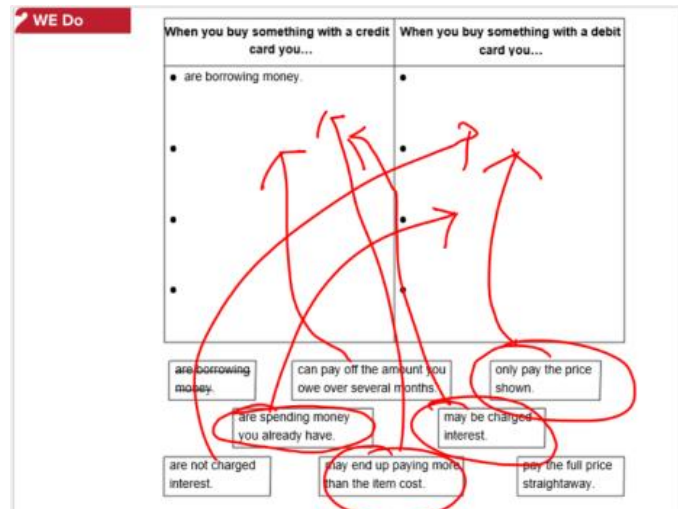 WE Do
When you buy something with a credit
card you...
When you buy something with a debit
card you...
• are borrowing money.
•
•
•
•
•
•
•
are borrowing
money.
can pay off the amount you
owe over several months.
only pay the price
shown.
are spending money
you already have.
may be charged
interest.
are not charged
interest.
may end up paying more
than the item cost.
pay the full price
straightaway.